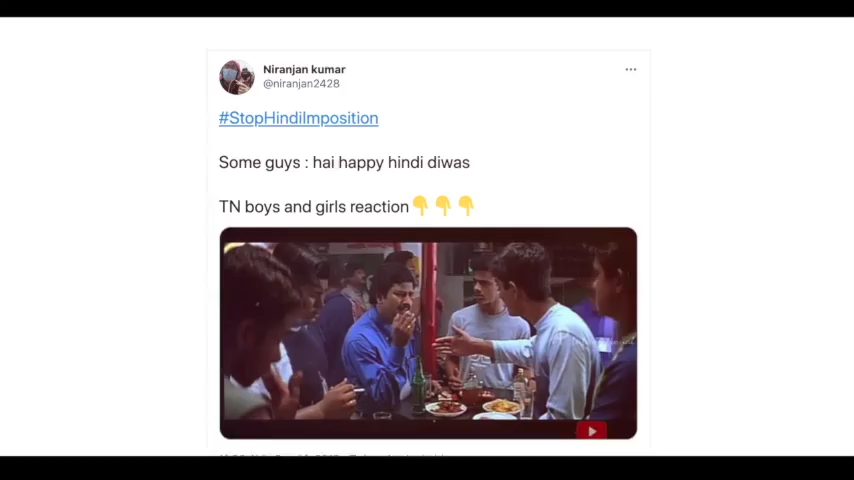 Niranjan kumar
@niranjan2428
#StopHindiImposition
Some guys : hai happy hindi diwas
TN boys and girls reaction👇👇👇